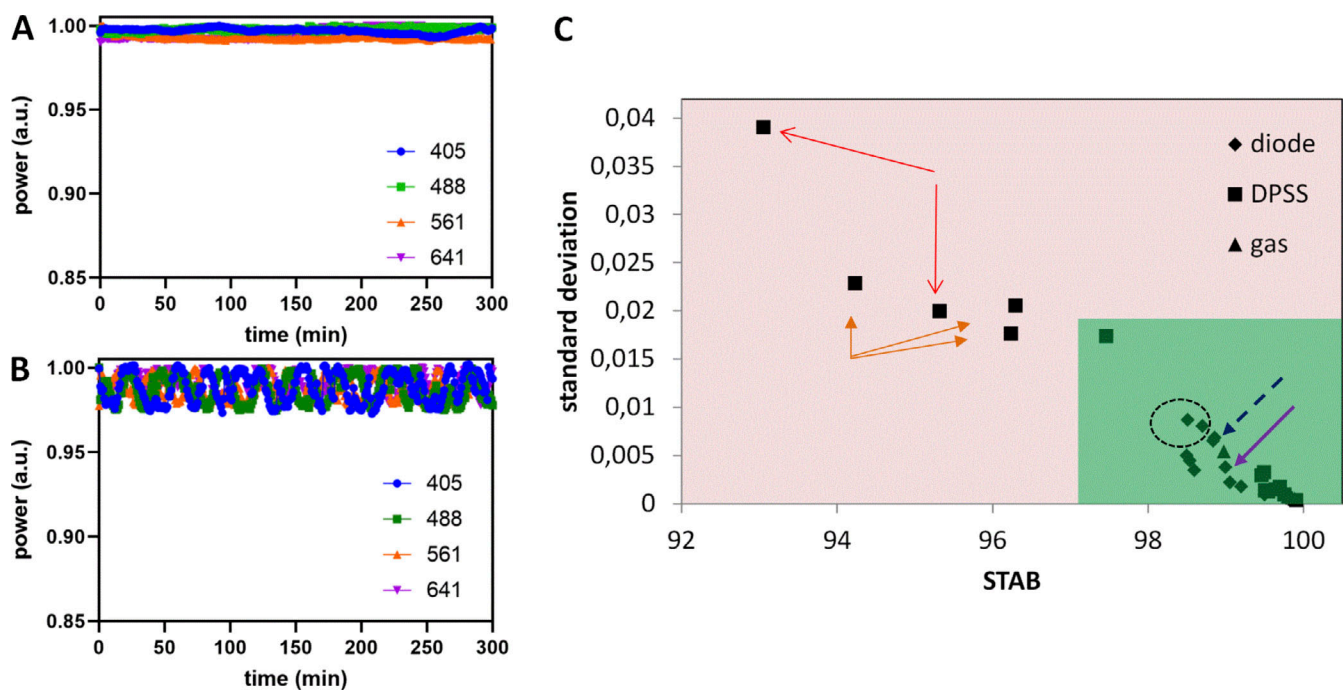 A
1.00
0.95
0.90
0.85
power (a.u.)
405
488
561
641
0 50 100 150 200 250 300
time (min)
B
1.00
0.95
0.90
0.85
power (a.u.)
405
488
561
641
0 50 100 150 200 250 300
time (min)
C
0,04
0,035
0,03
0,025
0,02
0,015
0,01
0,005
0
standard deviation
diode
DPSS
gas
92 94 96 98 100
STAB